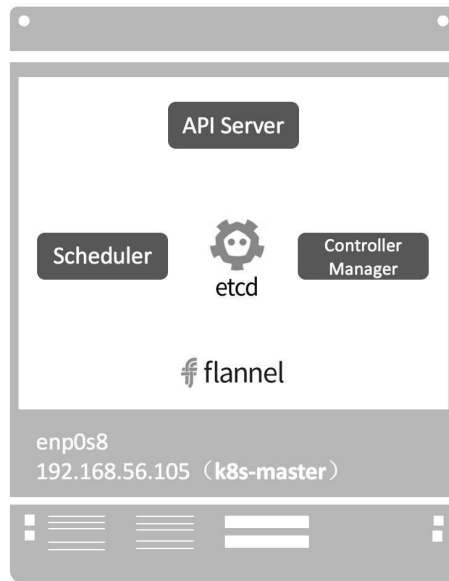 API Server
Scheduler
etcd
Controller
Manager
flannel
enp0s8
192.168.56.105（k8s-master）